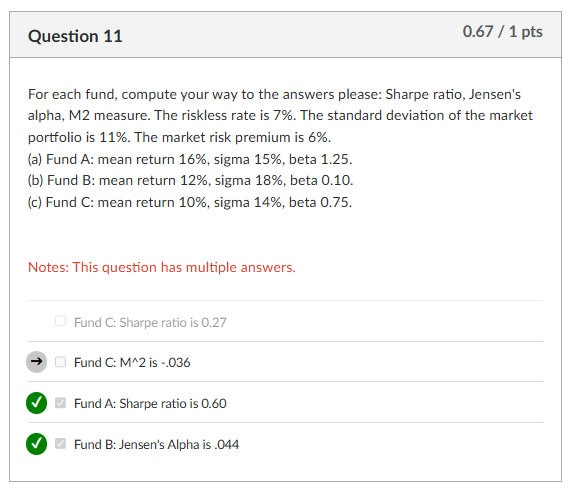 Question 11
0.67 / 1 pts
For each fund, compute your way to the answers please: Sharpe ratio, Jensen's
alpha, M2 measure. The riskless rate is 7%. The standard deviation of the market
portfolio is 11%. The market risk premium is 6%.
(a) Fund A: mean return 16%, sigma 15%, beta 1.25.
(b) Fund B: mean return 12%, sigma 18%, beta 0.10.
(c) Fund C: mean return 10%, sigma 14%, beta 0.75.
Notes: This question has multiple answers.
Fund C: Sharpe ratio is 0.27
Fund C: M^2 is -.036
Fund A: Sharpe ratio is 0.60
Fund B: Jensen's Alpha is .044